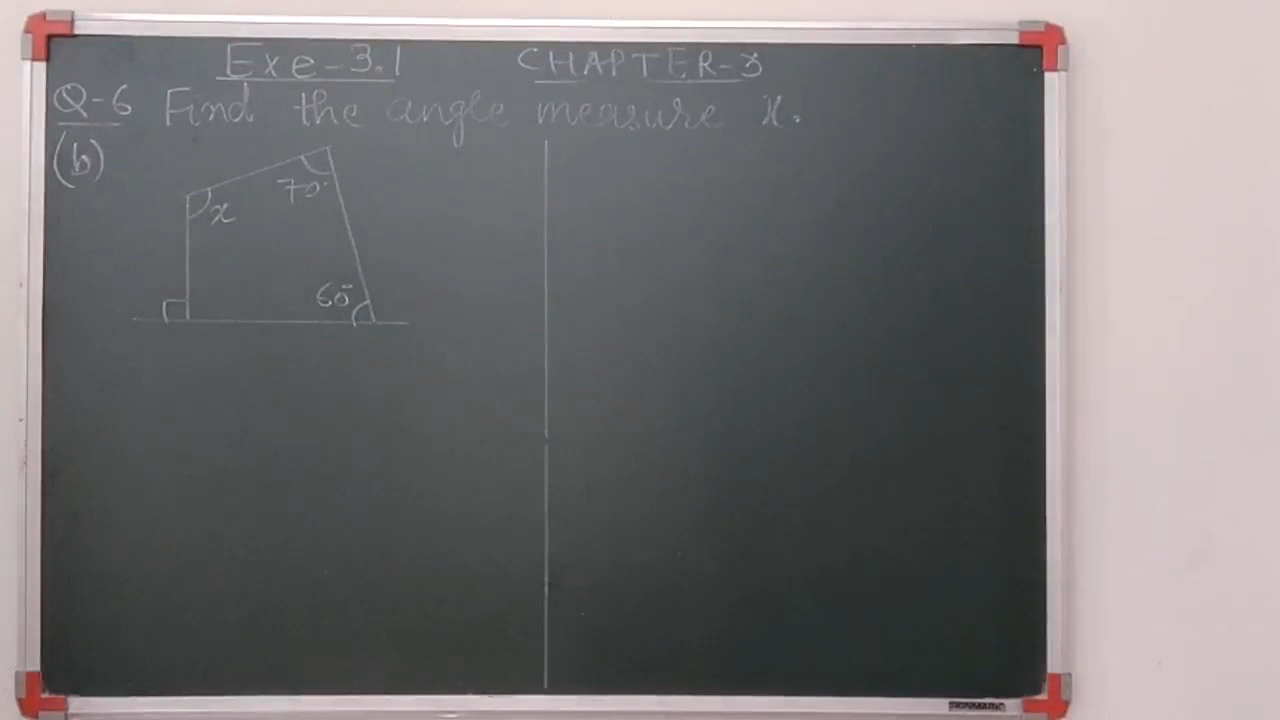 Exe-3.1 CHAPTER-3
Q-6 Find the angle measure x.
(b)
70°
x
60°